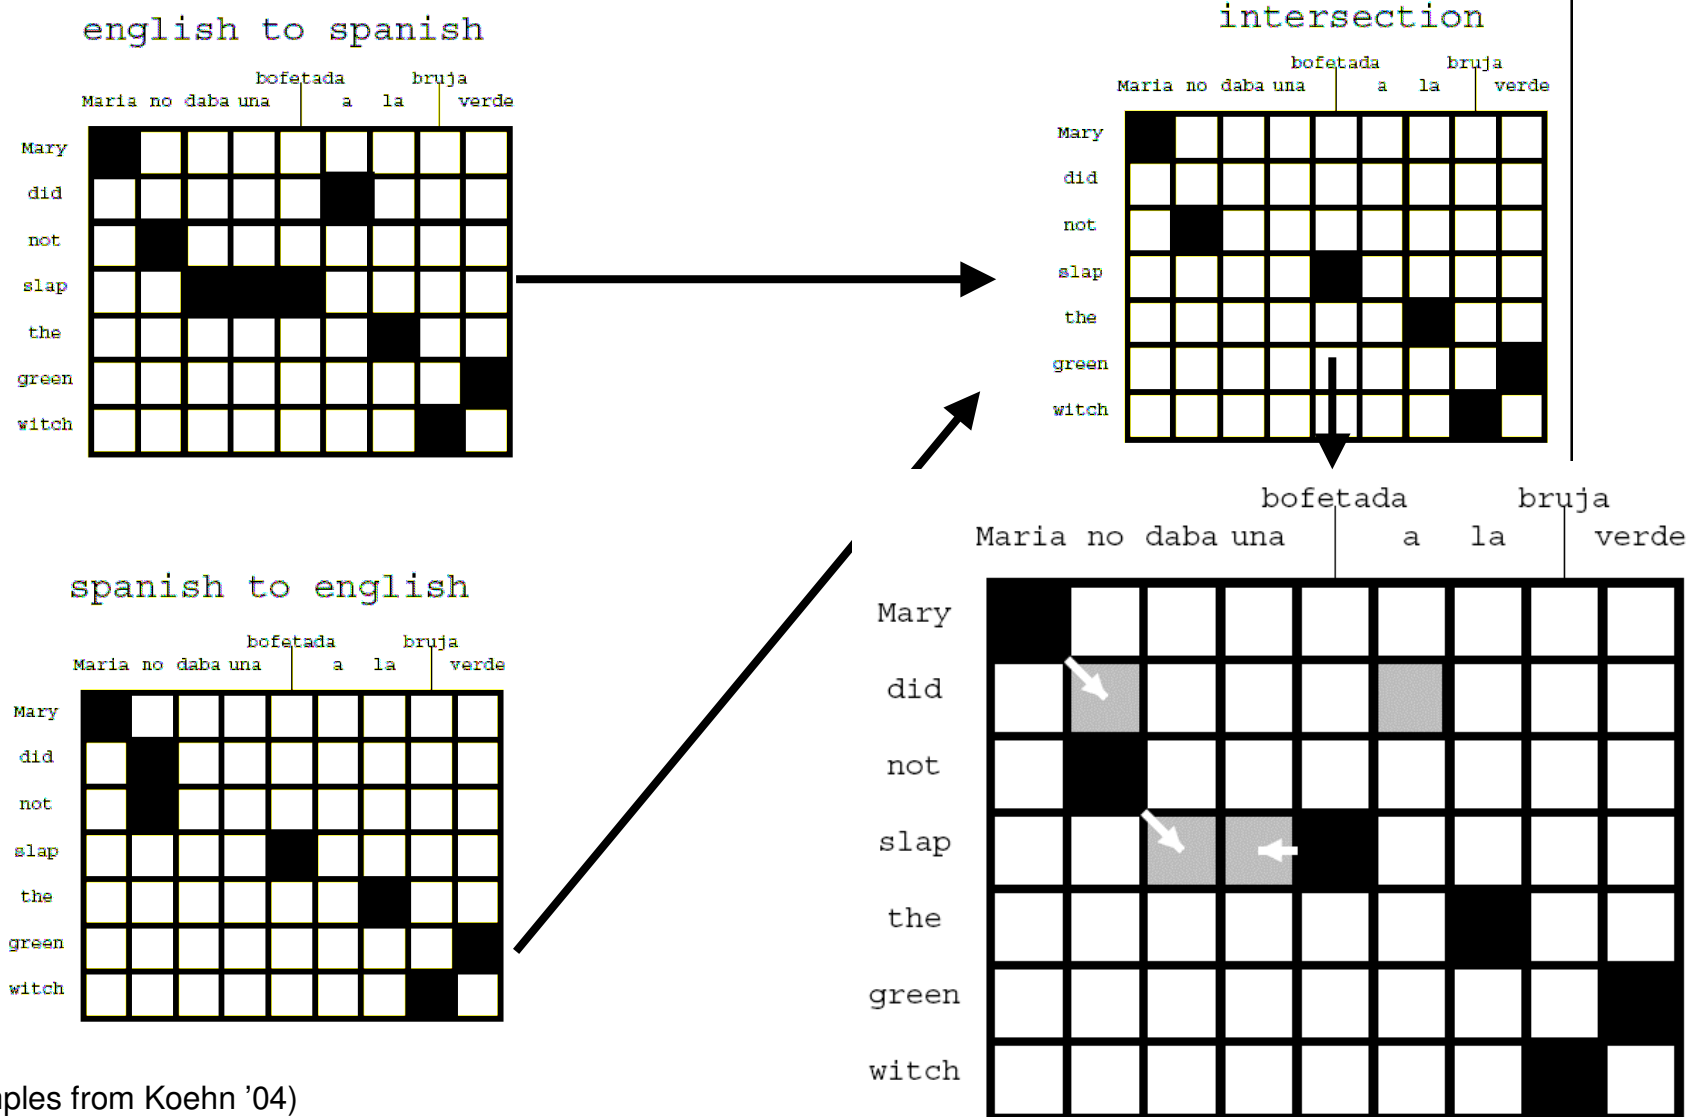 english to spanish
bofetada bruja
Maria no daba una a la verde
Mary
did
not
slap
the
green
witch
intersection
bofetada bruja
Maria no daba una a la verde
Mary
did
not
slap
the
green
witch
spanish to english
bofetada bruja
Maria no daba una a la verde
Mary
did
not
slap
the
green
witch
bofetada bruja
Maria no daba una a la verde
Mary
did
not
slap
the
green
witch
ples from Koehn '04)